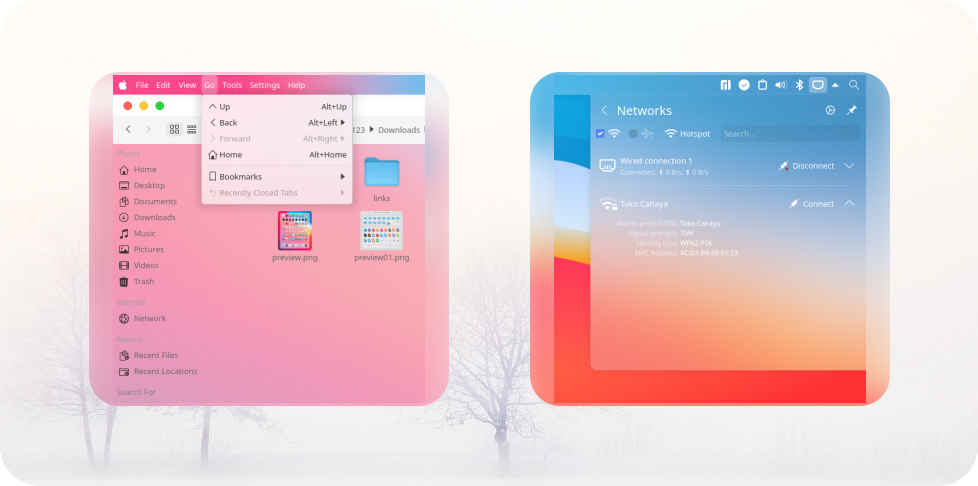 File Edit View Go Tools Settings Help
Up Alt+Up
Back Alt+Left
Forward Alt+Right
Home Alt+Home
Bookmarks
Recently Closed Tabs
123 Downloads
Places
Home
Desktop
Documents
Downloads
Music
Pictures
Videos
Trash
Remote
Network
Recent
Recent Files
Recent Locations
Search For
links
preview.png preview01.png
Networks
Hotspot Search...
Wired connection 1
Connected, ⬇ 0 B/s, ⬆ 0 B/s
Disconnect
Toko Cahaya Connect
Access point (SSID): Toko Cahaya
Signal strength: 70%
Security type: WPA2-PSK
MAC Address: AC:D1:B8:68:65:23